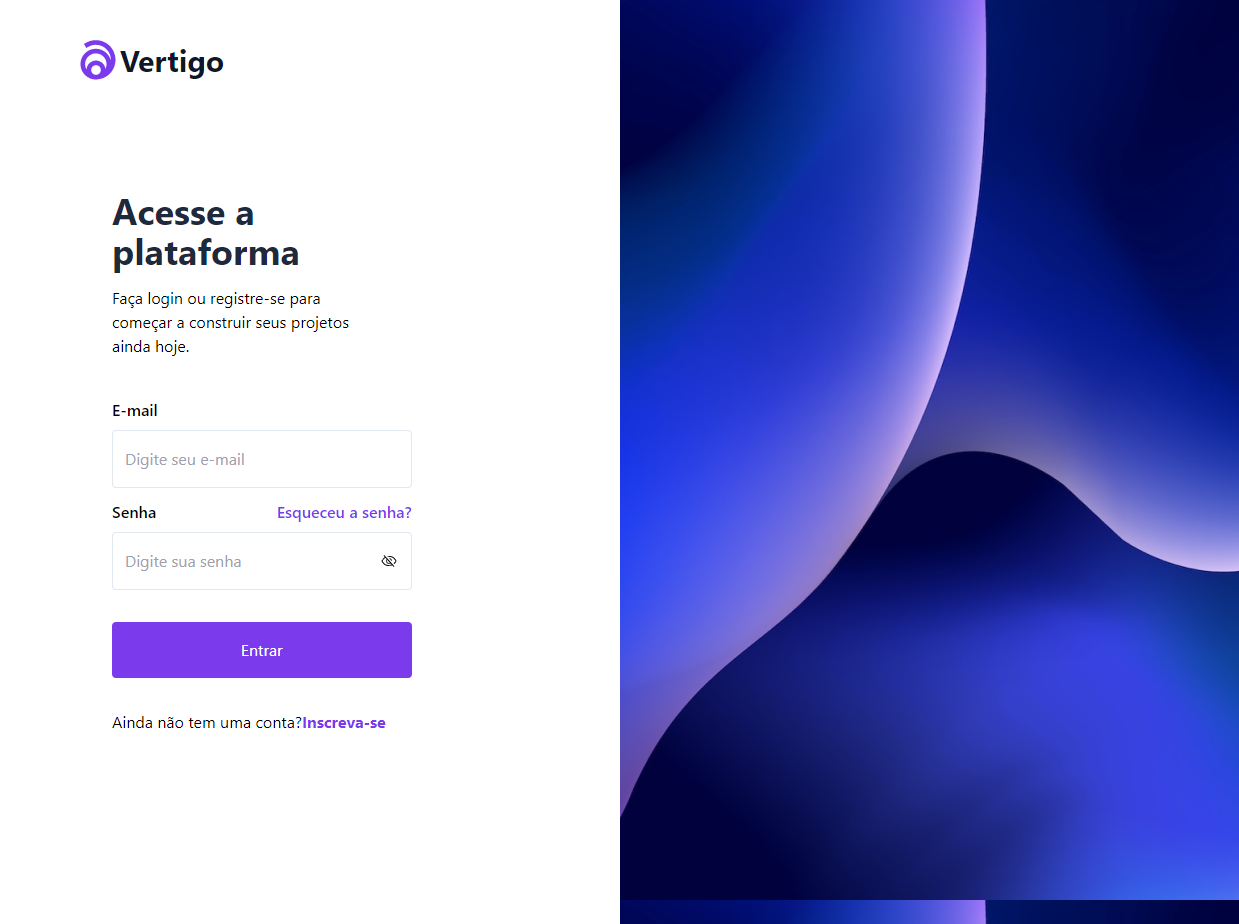 Vertigo
Acesse a
plataforma
Faça login ou registre-se para
começar a construir seus projetos
ainda hoje.
E-mail
Digite seu e-mail
Senha Esqueceu a senha?
Digite sua senha
Entrar
Ainda não tem uma conta?Inscreva-se